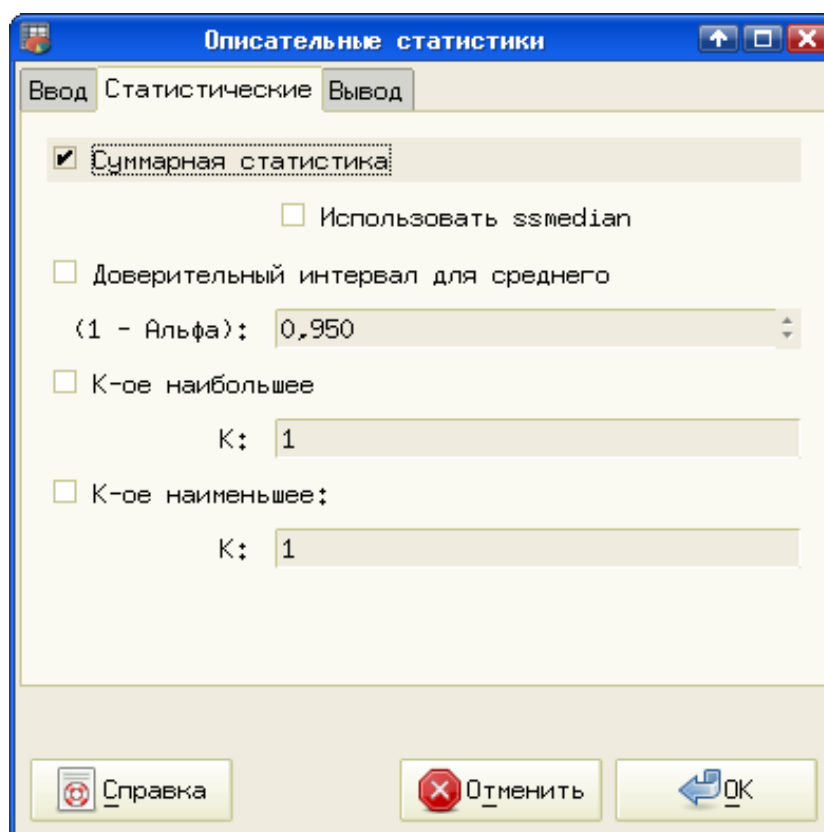 Описательные статистики
Ввод Статистические Вывод
Суммарная статистика
Использовать ssmedian
Доверительный интервал для среднего
(1 - Альфа): 0,950
К-ое наибольшее
К: 1
К-ое наименьшее:
К: 1
Справка Отменить OK